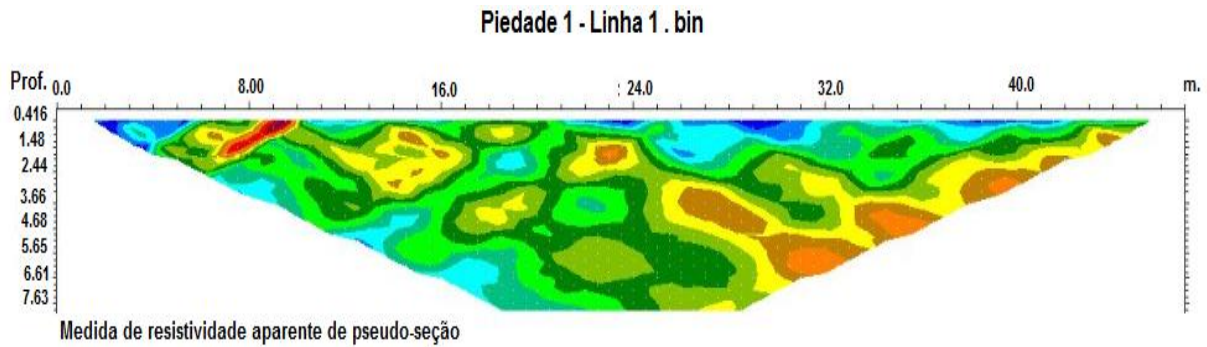 Piedade 1 - Linha 1 . bin
Prof. 0.0 8.00 16.0 : 24.0 32.0 40.0 m.
0.416
1.48
2.44
3.66
4.68
5.65
6.61
7.63
Medida de resistividade aparente de pseudo-seção